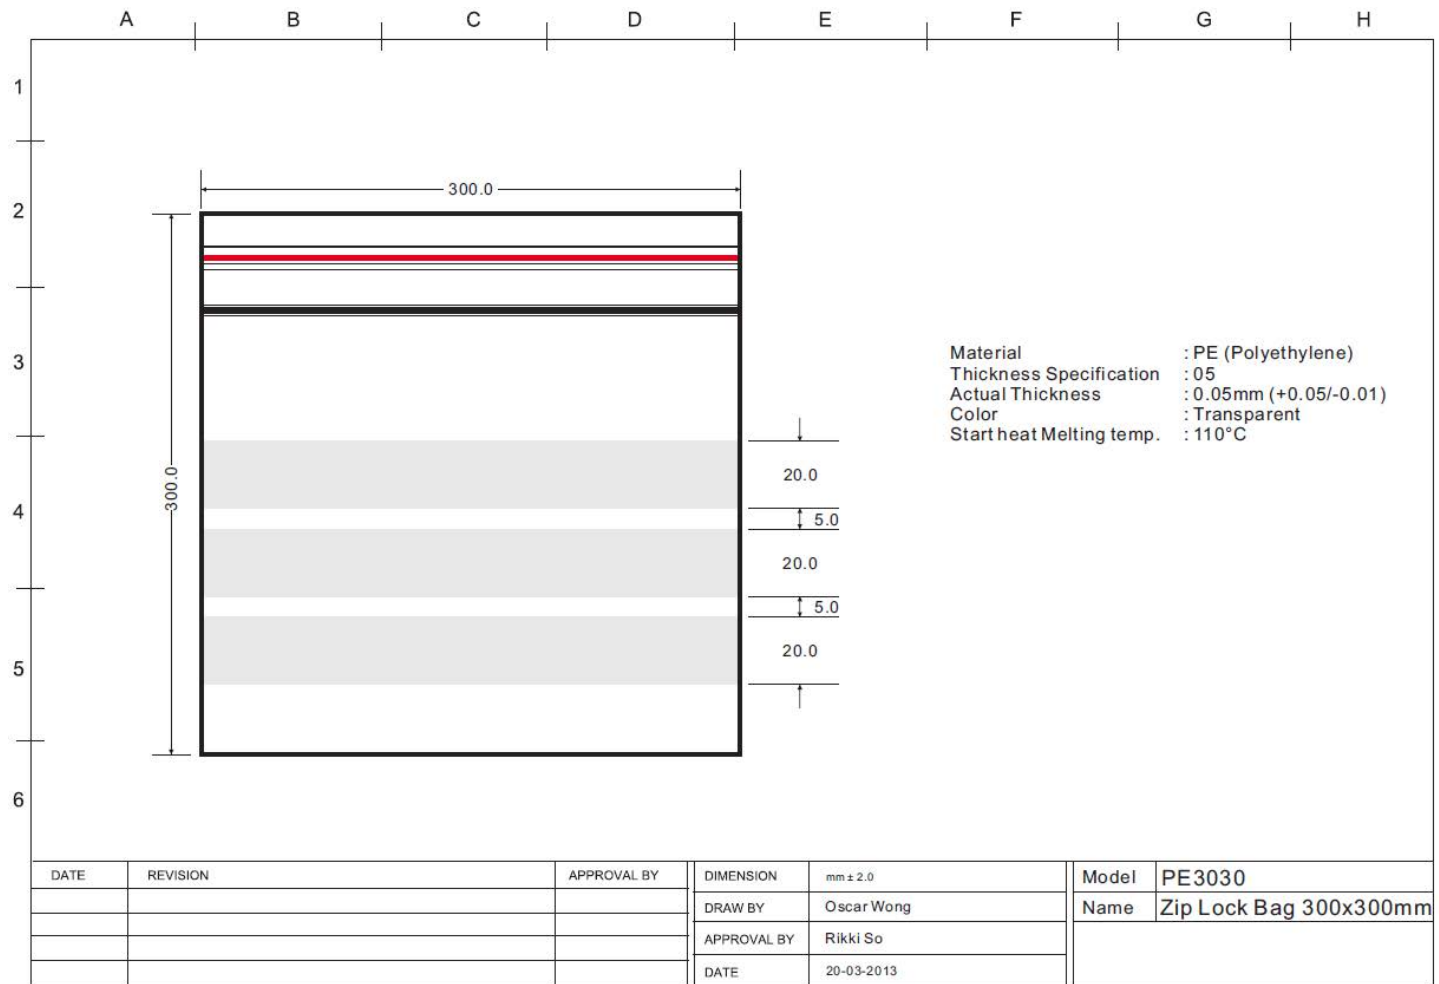 A B C D E F G H
1
2
3
4
5
6
300.0
300.0
20.0
5.0
20.0
5.0
20.0
Material : PE (Polyethylene)
Thickness Specification : 05
Actual Thickness : 0.05mm (+0.05/-0.01)
Color : Transparent
Start heat Melting temp. : 110°C
DATE REVISION APPROVAL BY
DIMENSION mm ± 2.0
DRAW BY Oscar Wong
APPROVAL BY Rikki So
DATE 20-03-2013
Model PE3030
Name Zip Lock Bag 300x300mm